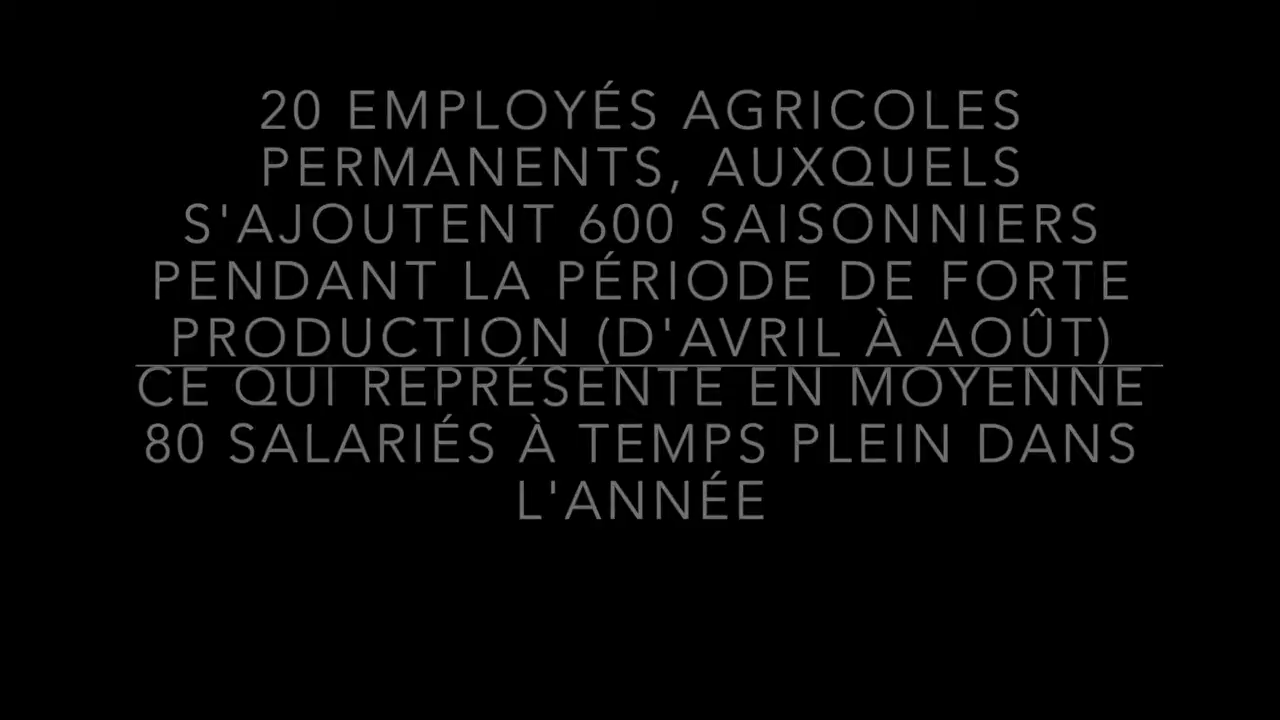 20 EMPLOYÉS AGRICOLES
PERMANENTS, AUXQUELS
S'AJOUTENT 600 SAISONNIERS
PENDANT LA PÉRIODE DE FORTE
PRODUCTION (D'AVRIL À AOÛT)
CE QUI REPRÉSENTE EN MOYENNE
80 SALARIÉS À TEMPS PLEIN DANS
L'ANNÉE